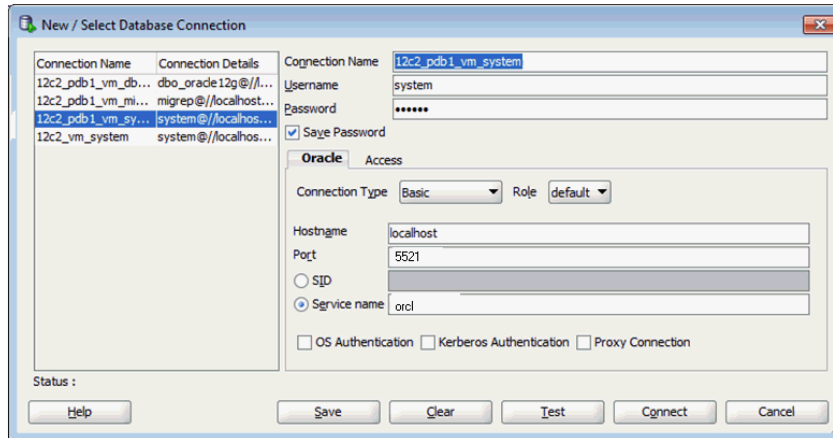 New / Select Database Connection
Connection Name Connection Details
12c2_pdb1_vm_db... dbo_oracle12g@//l...
12c2_pdb1_vm_mi... migrep@//localhost...
12c2_pdb1_vm_sy... system@//localhos...
12c2_vm_system system@//localhos...
Connection Name 12c2_pdb1_vm_system
Username system
Password ••••••
Save Password
Oracle Access
Connection Type Basic Role default
Hostname localhost
Port 5521
SID
Service name orcl
OS Authentication Kerberos Authentication Proxy Connection
Status :
Help Save Clear Test Connect Cancel